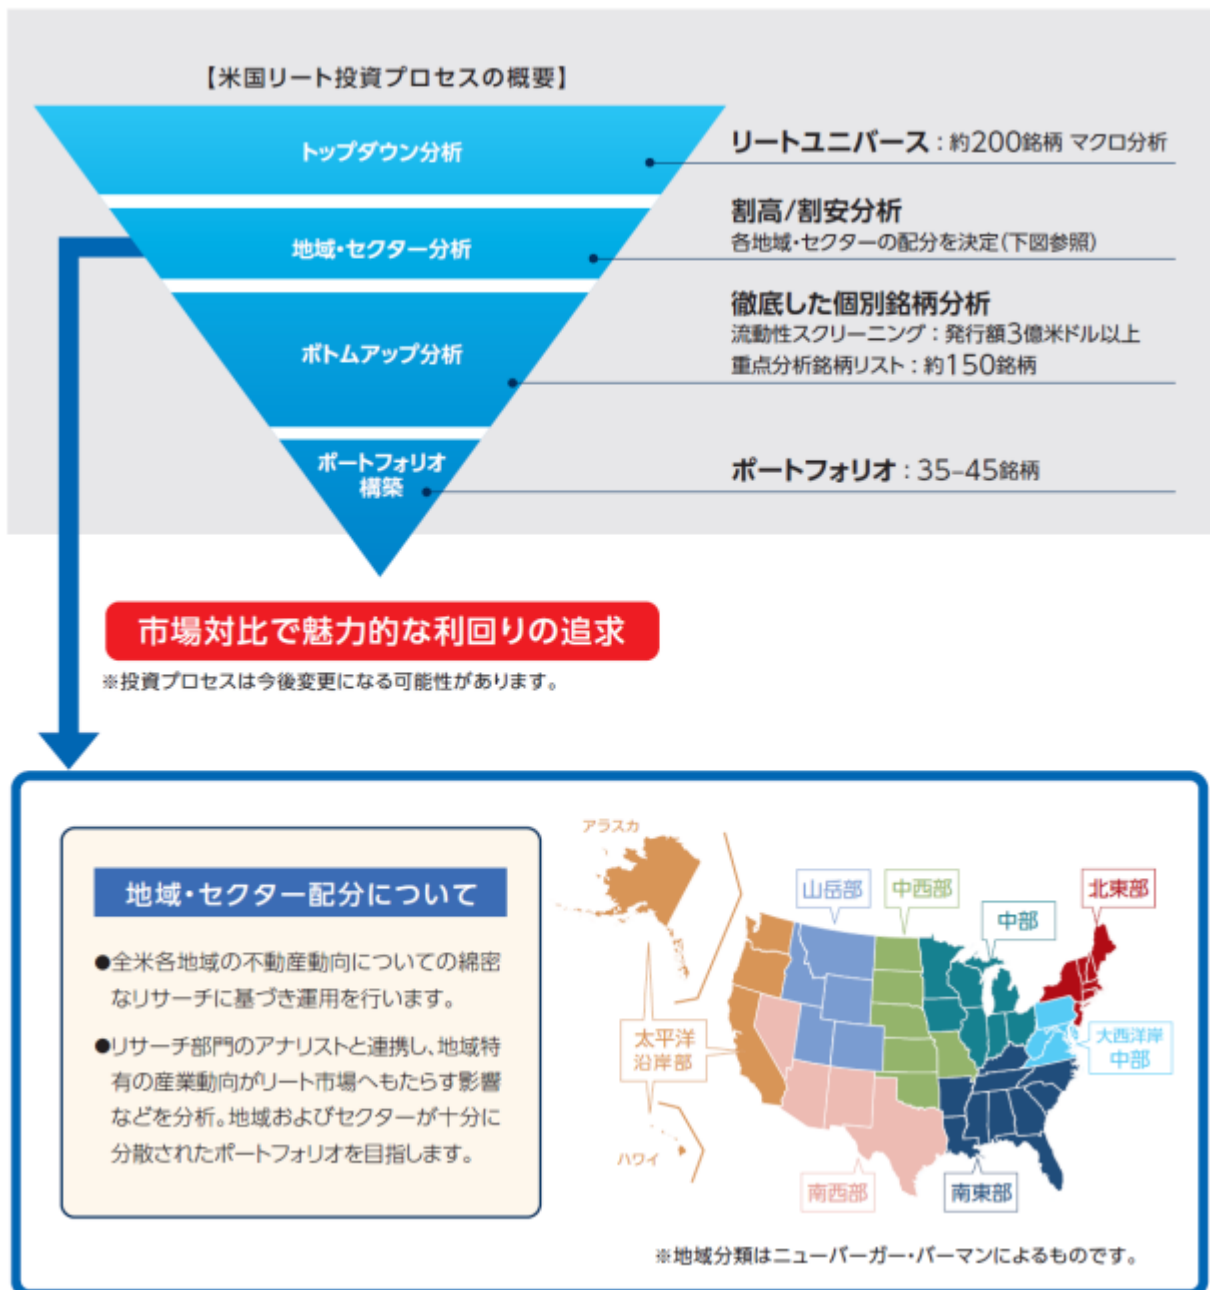 【米国リート投資プロセスの概要】
トップダウン分析
リートユニバース：約200銘柄 マクロ分析
地域・セクター分析
割高/割安分析
各地域・セクターの配分を決定（下図参照）
ボトムアップ分析
徹底した個別銘柄分析
流動性スクリーニング：発行額3億米ドル以上
重点分析銘柄リスト：約150銘柄
ポートフォリオ
構築
ポートフォリオ：35–45銘柄
市場対比で魅力的な利回りの追求
※投資プロセスは今後変更になる可能性があります。
地域・セクター配分について
●全米各地域の不動産動向についての綿密
なリサーチに基づき運用を行います。
●リサーチ部門のアナリストと連携し、地域特
有の産業動向がリート市場へもたらす影響
などを分析。地域およびセクターが十分に
分散されたポートフォリオを目指します。
アラスカ
山岳部
中西部
中部
北東部
太平洋
沿岸部
大西洋岸
中部
ハワイ
南西部
南東部
※地域分類はニューバーガー・バーマンによるものです。